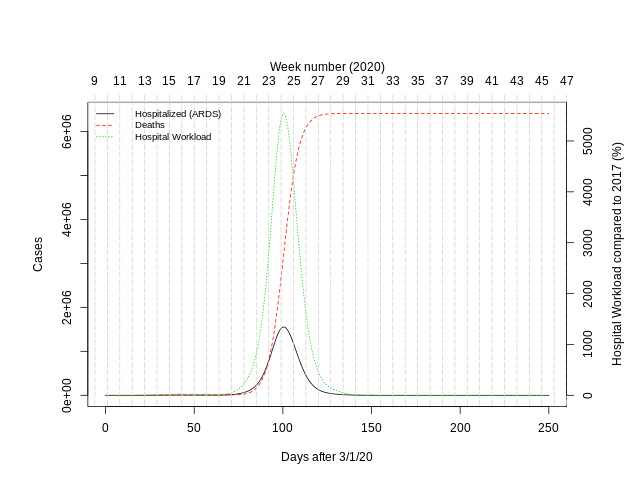 Week number (2020)
9 11 13 15 17 19 21 23 25 27 29 31 33 35 37 39 41 43 45 47
Hospitalized (ARDS)
Deaths
Hospital Workload
Cases
0e+00 2e+06 4e+06 6e+06
0 1000 2000 3000 4000 5000
Hospital Workload compared to 2017 (%)
0 50 100 150 200 250
Days after 3/1/20